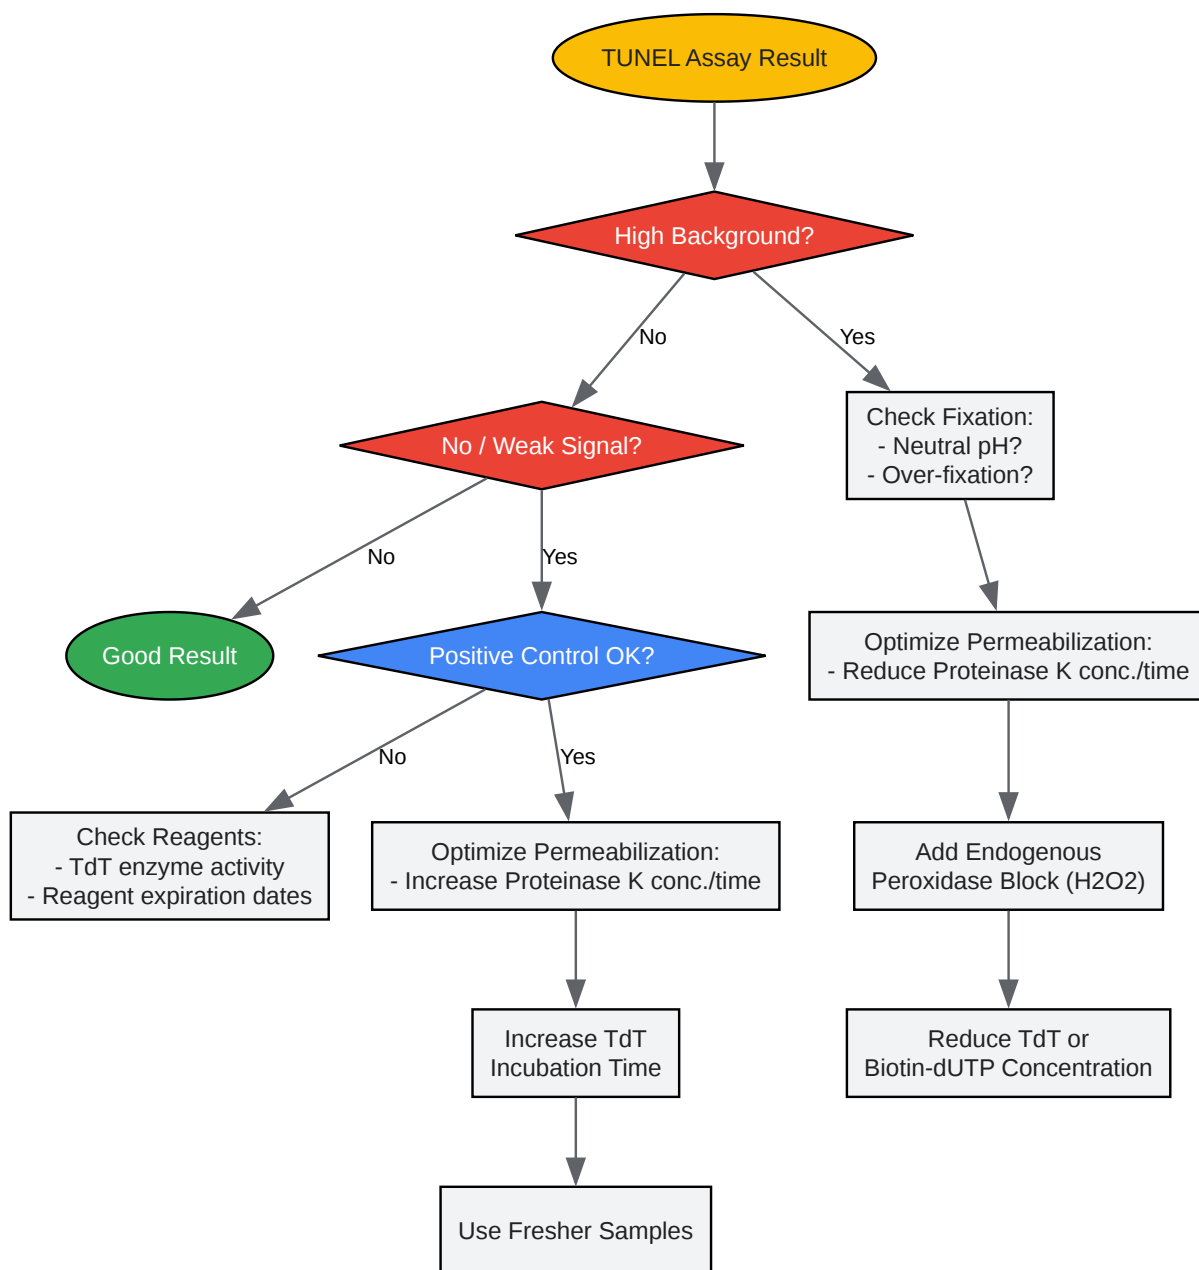 TUNEL Assay Result
High Background?
No
Yes
No / Weak Signal?
Check Fixation:
- Neutral pH?
- Over-fixation?
No
Yes
Good Result
Positive Control OK?
Optimize Permeabilization:
- Reduce Proteinase K conc./time
No
Yes
Check Reagents:
- TdT enzyme activity
- Reagent expiration dates
Optimize Permeabilization:
- Increase Proteinase K conc./time
Add Endogenous
Peroxidase Block (H2O2)
Increase TdT
Incubation Time
Reduce TdT or
Biotin-dUTP Concentration
Use Fresher Samples